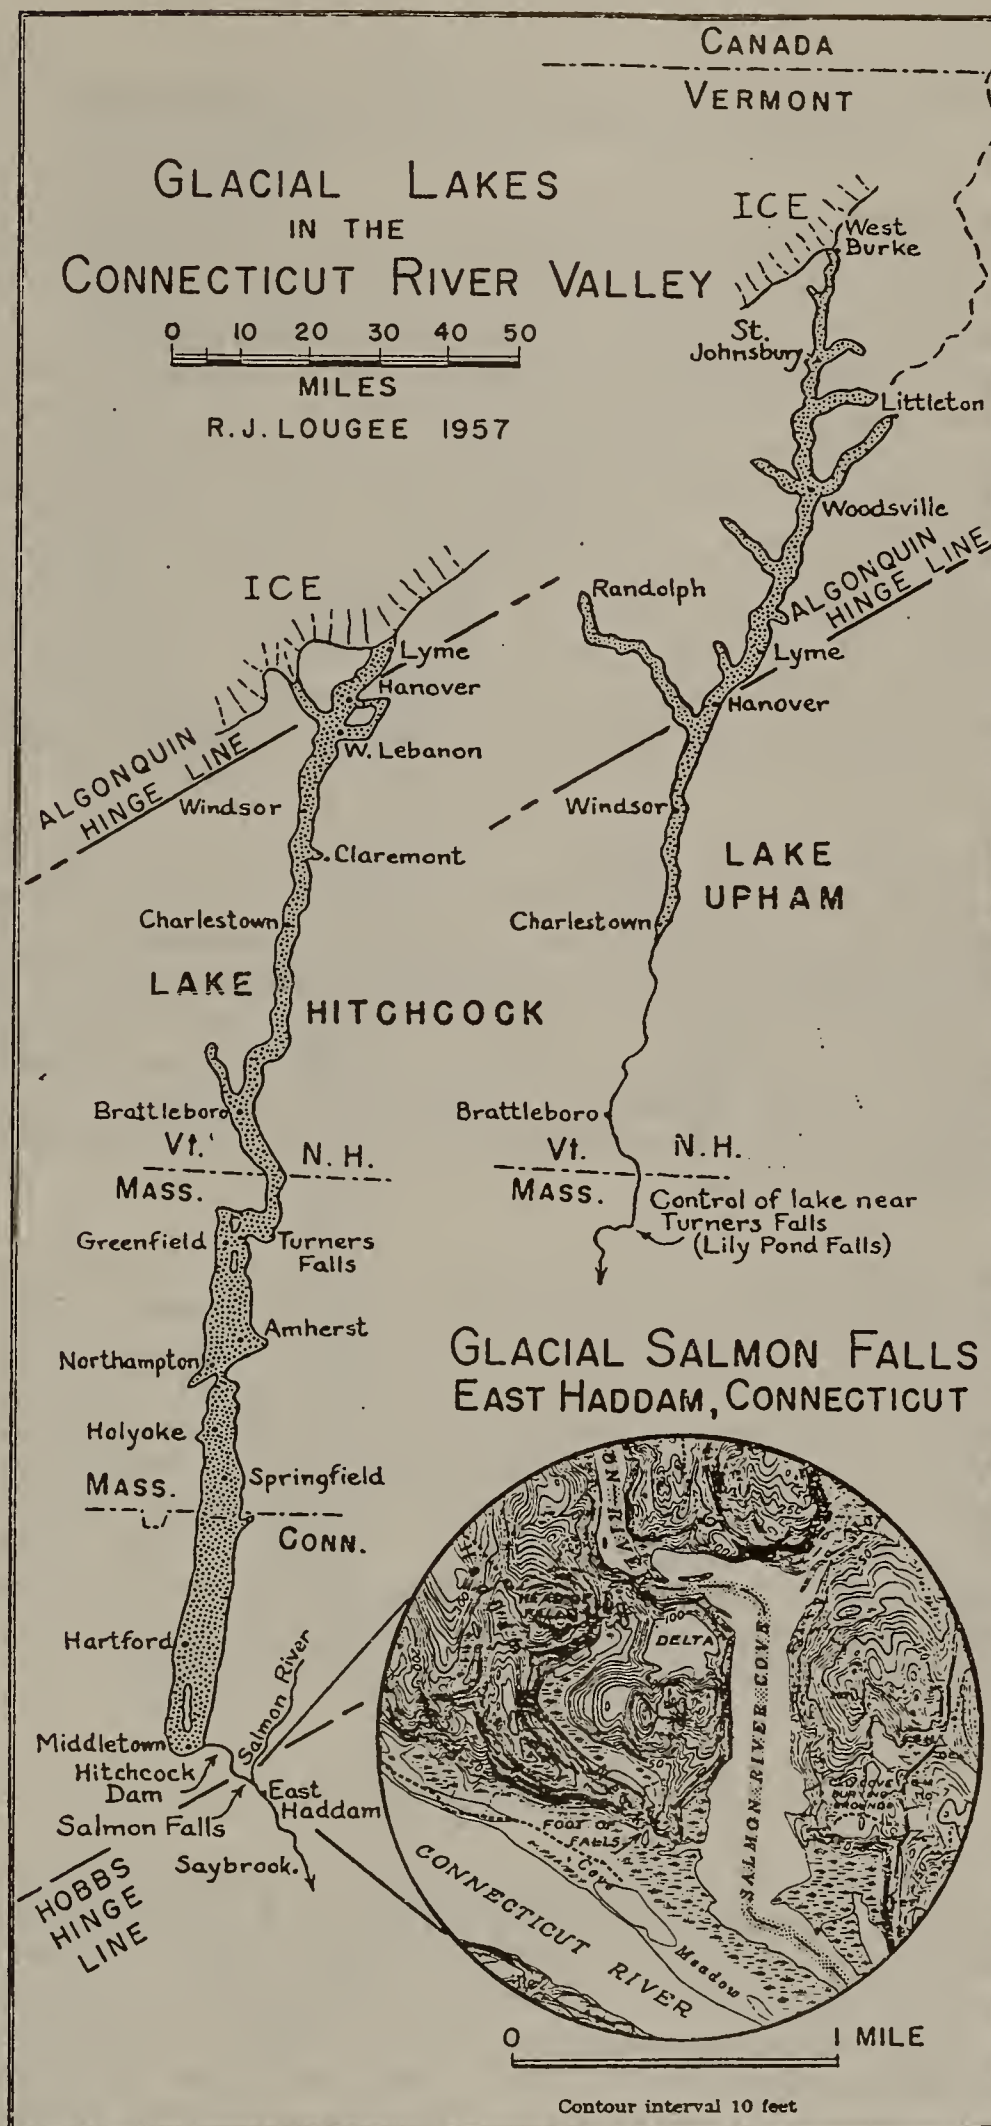 CANADA
VERMONT
GLACIAL LAKES
IN THE
CONNECTICUT RIVER VALLEY
0 10 20 30 40 50
MILES
R.J. LOUGEE 1957
ICE
West
Burke
St.
Johnsbury
Littleton
Woodsville
ALGONQUIN
HINGE LINE
Randolph
Lyme
Hanover
Windsor
LAKE
UPHAM
Charlestown
Brattleboro
Vt. N.H.
MASS.
Control of lake near
Turners Falls
(Lily Pond Falls)
ICE
Lyme
Hanover
W. Lebanon
ALGONQUIN
HINGE LINE
Windsor
Claremont
Charlestown
LAKE
HITCHCOCK
Brattleboro
Vt. N.H.
MASS.
Greenfield
Turners
Falls
Amherst
Northampton
Holyoke
Springfield
MASS.
CONN.
Hartford
Salmon River
Middletown
Hitchcock
Dam
East
Haddam
Salmon Falls
Saybrook.
HOBBS
HINGE
LINE
GLACIAL SALMON FALLS
EAST HADDAM, CONNECTICUT
HEAD OF
FALLS
100
DELTA
SALMON RIVER COVE
FOOT OF
FALLS
Cove
Meadow
CONNECTICUT
RIVER
0 1 MILE
Contour interval 10 feet